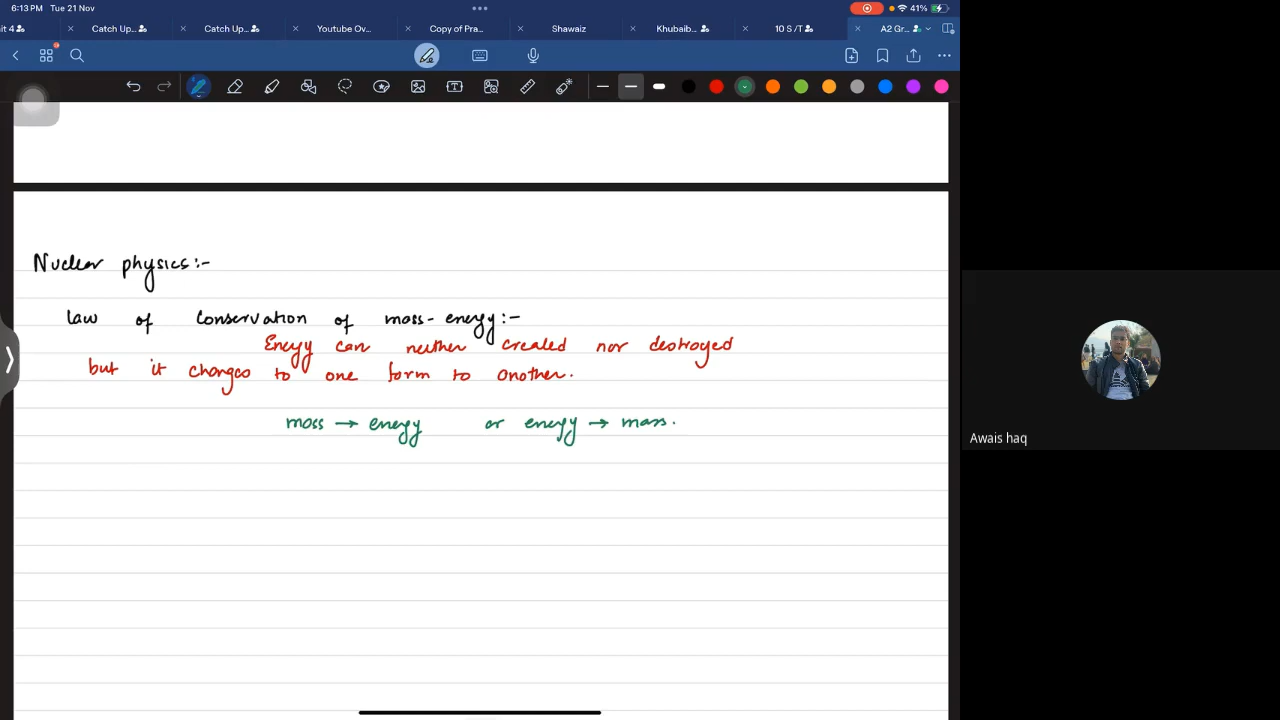 6:13 PM Tue 21 Nov
41%
it 4
Catch Up...
Catch Up...
Youtube Ov...
Copy of Pra...
Shawaiz
Khubaib...
10 S /T
A2 Gr...
Nuclear physics:-
law of conservation of mass-energy:-
Energy can neither created nor destroyed
but it changes to one form to another.
mass → energy or energy → mass.
Awais haq